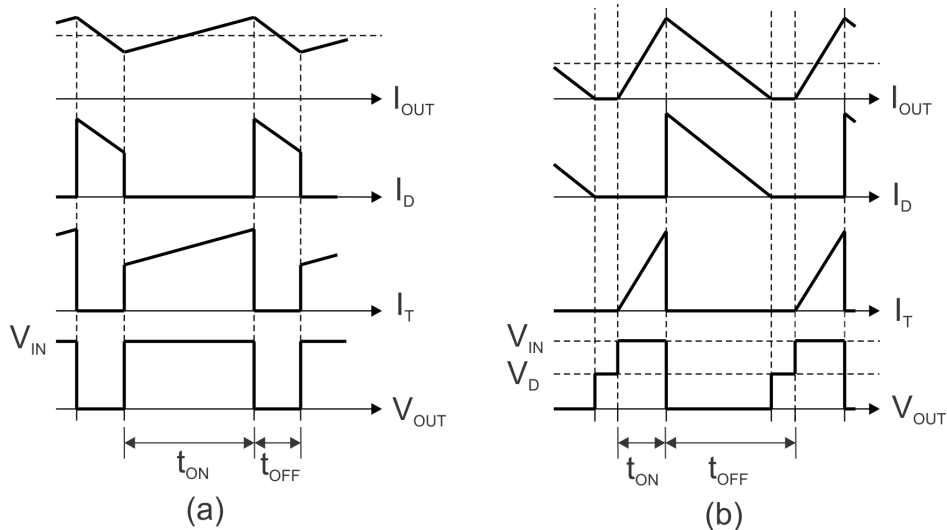 I_OUT
I_D
I_T
V_IN
V_OUT
t_ON
t_OFF
(a)
I_OUT
I_D
I_T
V_IN
V_D
V_OUT
t_ON
t_OFF
(b)